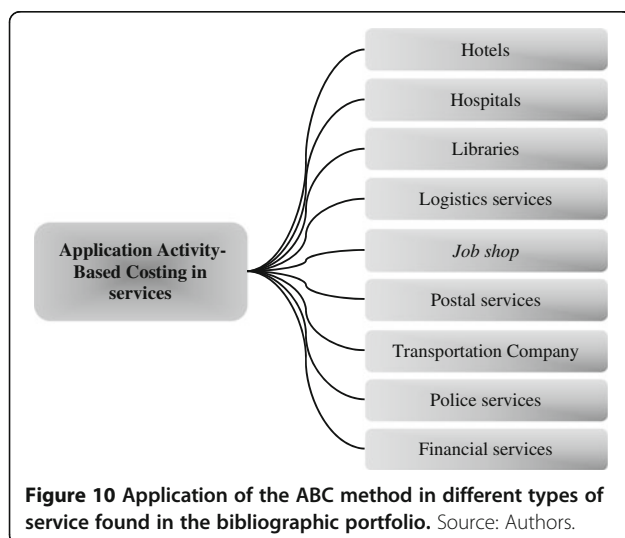 Hotels
Hospitals
Libraries
Logistics services
Application Activity-
Based Costing in
services
Job shop
Postal services
Transportation Company
Police services
Financial services
Figure 10 Application of the ABC method in different types of
service found in the bibliographic portfolio. Source: Authors.